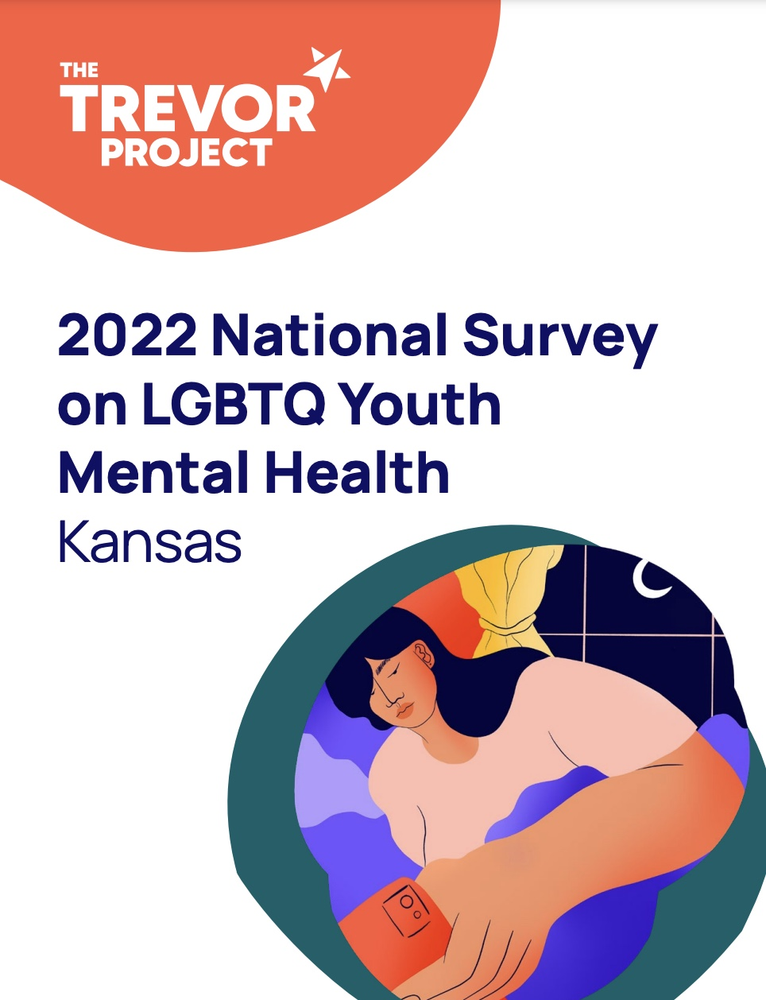 THE
TREVOR
PROJECT
2022 National Survey
on LGBTQ Youth
Mental Health
Kansas